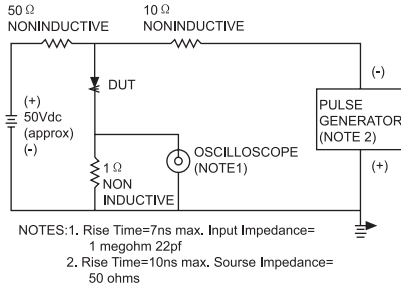 50 Ω
NONINDUCTIVE
10 Ω
NONINDUCTIVE
DUT
(+)
50Vdc
(approx)
(-)
(-)
PULSE
GENERATOR
(NOTE 2)
(+)
OSCILLOSCOPE
(NOTE1)
1 Ω
NON
INDUCTIVE
NOTES:1. Rise Time=7ns max. Input Impedance=
1 megohm 22pf
2. Rise Time=10ns max. Sourse Impedance=
50 ohms